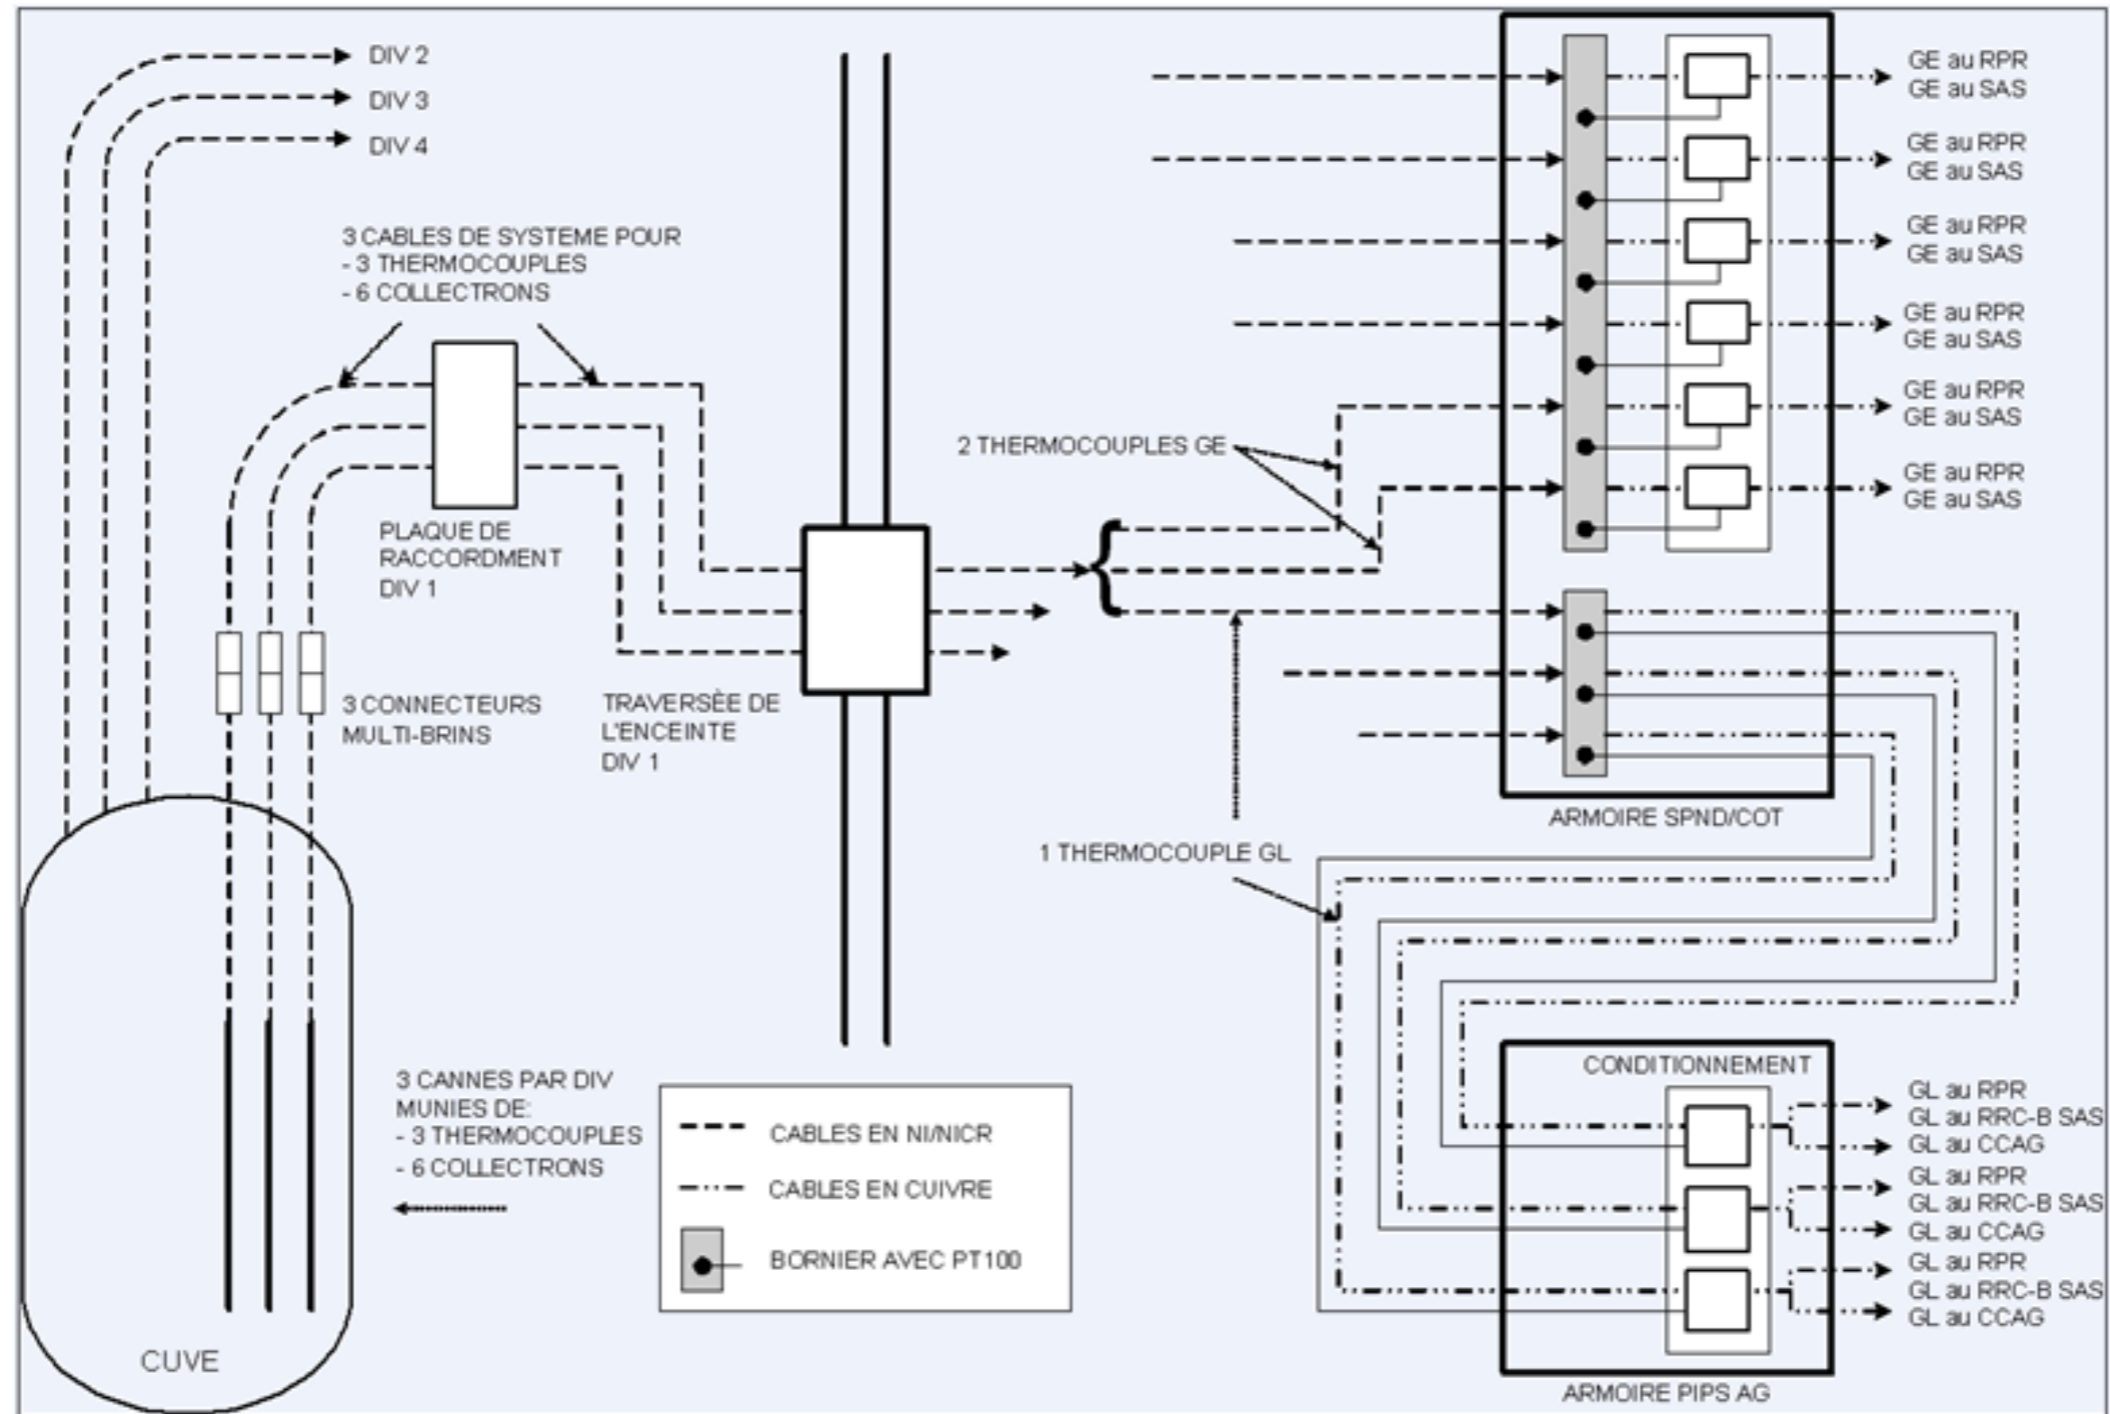 DIV 2
DIV 3
DIV 4
3 CABLES DE SYSTEME POUR
- 3 THERMOCOUPLES
- 6 COLLECTRONS
PLAQUE DE
RACCORDMENT
DIV 1
3 CONNECTEURS
MULTI-BRINS
TRAVERSÈE DE
L'ENCEINTE
DIV 1
3 CANNES PAR DIV
MUNIES DE:
- 3 THERMOCOUPLES
- 6 COLLECTRONS
CUVE
CABLES EN NI/NICR
CABLES EN CUIVRE
BORNIER AVEC PT100
2 THERMOCOUPLES GE
1 THERMOCOUPLE GL
GE au RPR
GE au SAS
GE au RPR
GE au SAS
GE au RPR
GE au SAS
GE au RPR
GE au SAS
GE au RPR
GE au SAS
GE au RPR
GE au SAS
ARMOIRE SPND/COT
CONDITIONNEMENT
GL au RPR
GL au RRC-B SAS
GL au CCAG
GL au RPR
GL au RRC-B SAS
GL au CCAG
GL au RPR
GL au RRC-B SAS
GL au CCAG
ARMOIRE PIPS AG